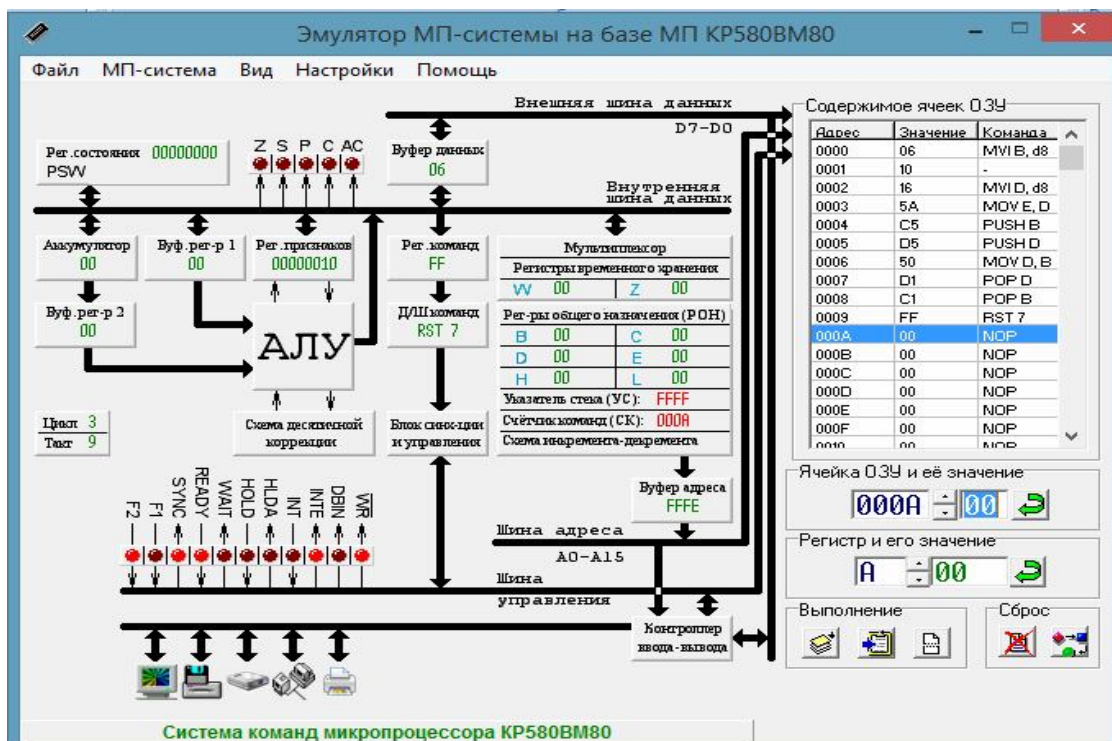 Эмулятор МП-системы на базе МП КР580ВМ80
Файл МП-система Вид Настройки Помощь
Внешняя шина данных
D7-D0
Рег.состояния 00000000
PSW
Z S P C AC
Буфер данных
06
Внутренняя
шина данных
Аккумулятор
00
Буф.рег-р 1
00
Рег.признаков
00000010
Рег.команд
FF
Мультиплексор
Регистры временного хранения
W 00 Z 00
Буф.рег-р 2
00
АЛУ
ДШ команд
RST 7
Рег-ры общего назначения (РОН)
B 00 C 00
D 00 E 00
H 00 L 00
Указатель стека (УС): FFFF
Счётчик команд (СК): 000A
Схема инкремента-декремента
Цикл 3
Такт 9
Схема десятичной
коррекции
Блок синх-ции
и управления
Буфер адреса
FFFE
F2 F1 SYNC READY WAIT HOLD HLDA INT INTE DBIN WR
Шина адреса
A0-A15
Шина
управления
Контроллер
ввода-вывода
Содержимое ячеек ОЗУ
Адрес Значение Команда
0000 06 MVI B, d8
0001 10 -
0002 16 MVI D, d8
0003 5A MOV E, D
0004 C5 PUSH B
0005 D5 PUSH D
0006 50 MOV D, B
0007 D1 POP D
0008 C1 POP B
0009 FF RST 7
000A 00 NOP
000B 00 NOP
000C 00 NOP
000D 00 NOP
000E 00 NOP
000F 00 NOP
0010 00 NOP
Ячейка ОЗУ и её значение
000A 00
Регистр и его значение
A 00
Выполнение
Сброс
Система команд микропроцессора КР580ВМ80